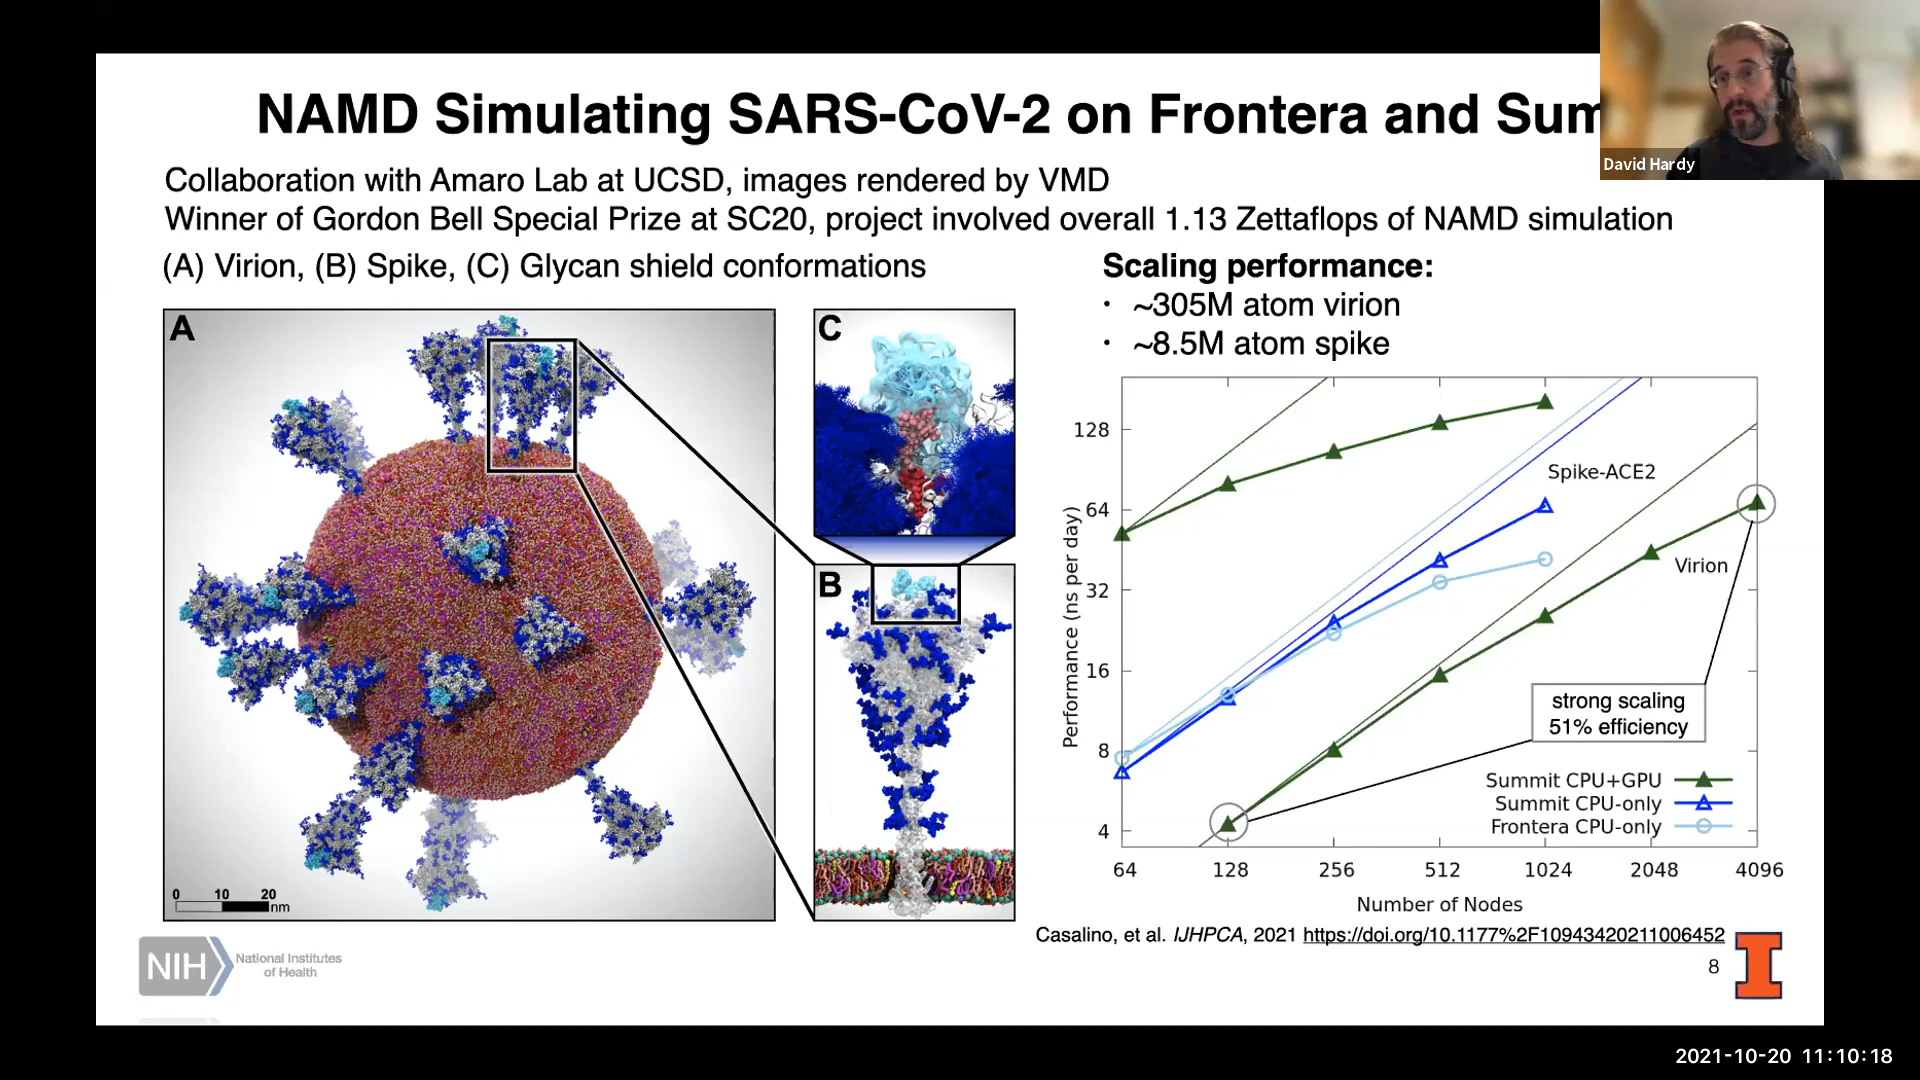 NAMD Simulating SARS-CoV-2 on Frontera and Sum
David Hardy
Collaboration with Amaro Lab at UCSD, images rendered by VMD
Winner of Gordon Bell Special Prize at SC20, project involved overall 1.13 Zettaflops of NAMD simulation
(A) Virion, (B) Spike, (C) Glycan shield conformations
Scaling performance:
· ~305M atom virion
· ~8.5M atom spike
A
0 10 20
nm
C
B
Performance (ns per day)
128
64
32
16
8
4
Spike-ACE2
Virion
strong scaling
51% efficiency
Summit CPU+GPU
Summit CPU-only
Frontera CPU-only
64 128 256 512 1024 2048 4096
Number of Nodes
Casalino, et al. IJHPCA, 2021 https://doi.org/10.1177%2F10943420211006452
NIH National Institutes
of Health
8
I
2021-10-20 11:10:18